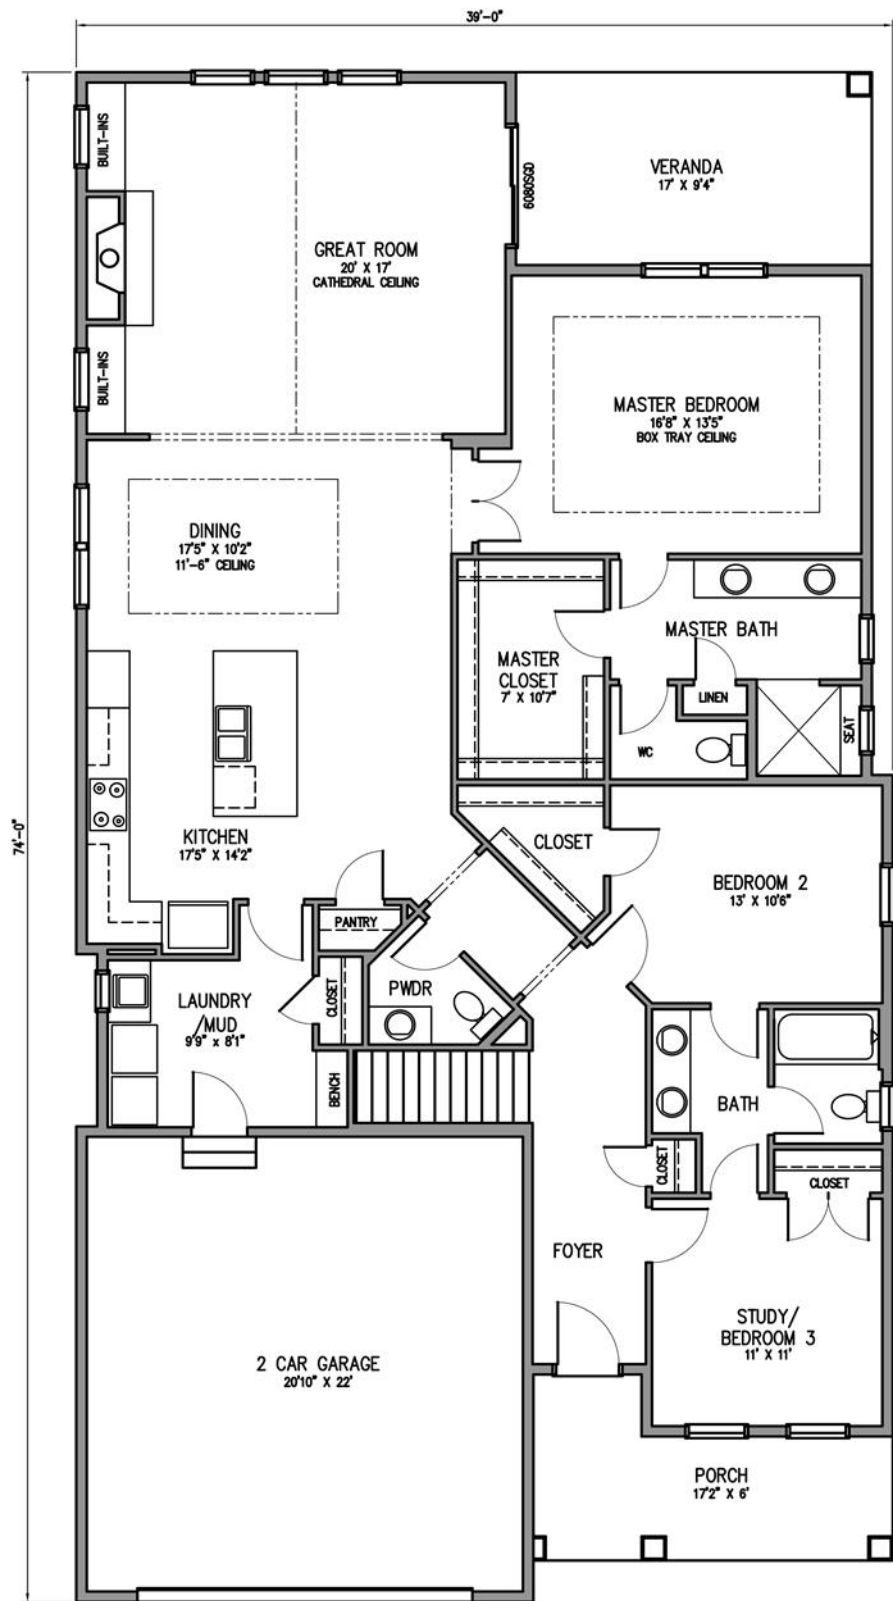 39'-0"
74'-0"
BUILT-INS
GREAT ROOM
20' X 17'
CATHEDRAL CEILING
BUILT-INS
6080SGD
VERANDA
17' X 9'4"
MASTER BEDROOM
16'8" X 13'5"
BOX TRAY CEILING
DINING
17'5" X 10'2"
11'-6" CEILING
MASTER
CLOSET
7' X 10'7"
MASTER BATH
LINEN
WC
SEAT
KITCHEN
17'5" X 14'2"
CLOSET
BEDROOM 2
13' X 10'6"
PANTRY
LAUNDRY
/MUD
9'9" x 8'1"
CLOSET
PWDR
BENCH
BATH
CLOSET
CLOSET
FOYER
STUDY/
BEDROOM 3
11' X 11'
2 CAR GARAGE
20'10" X 22'
PORCH
17'2" X 6'